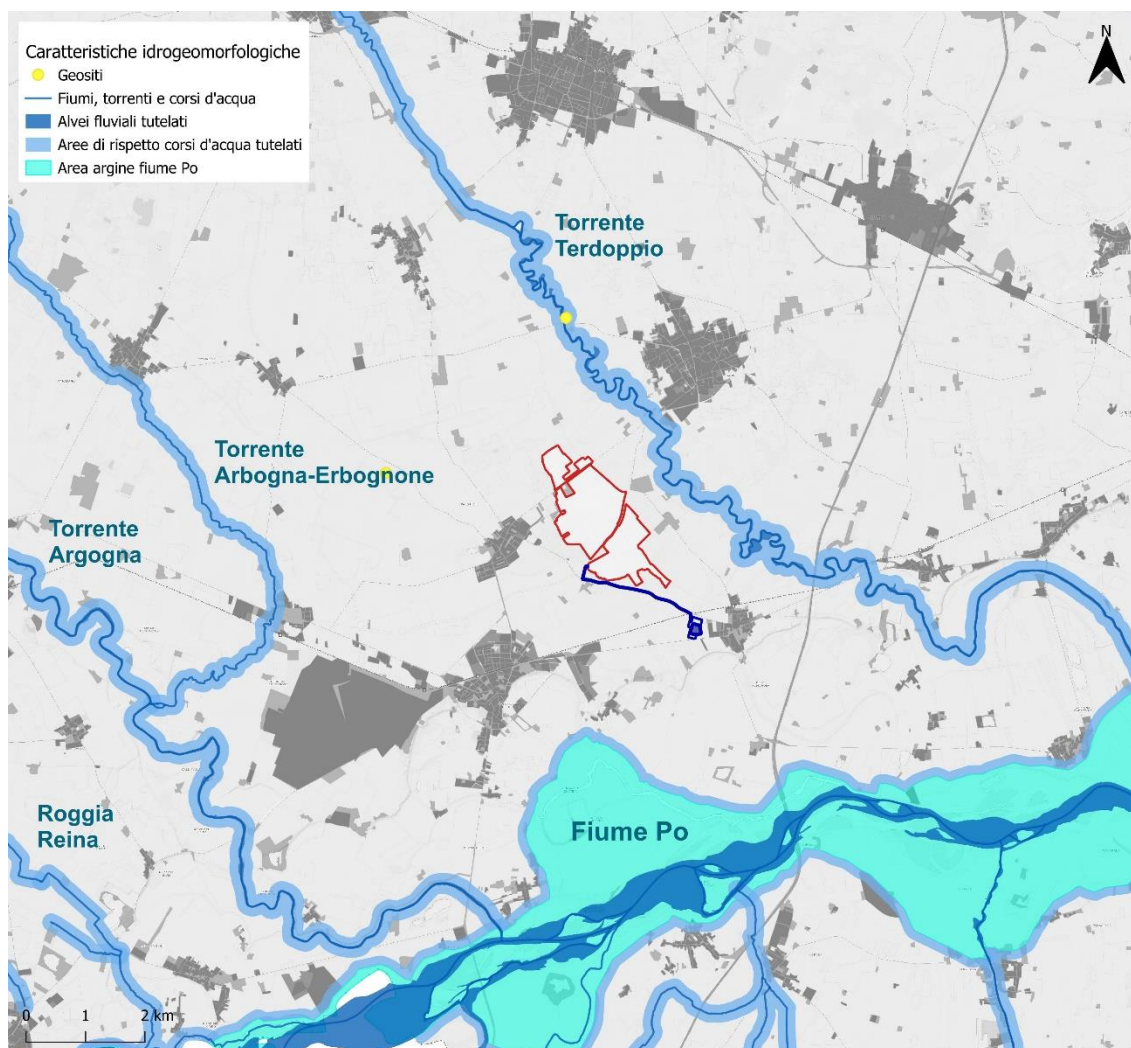 Caratteristiche idrogeomorfologiche
Geositi
Fiumi, torrenti e corsi d'acqua
Alvei fluviali tutelati
Aree di rispetto corsi d'acqua tutelati
Area argine fiume Po
N
Torrente
Terdoppio
Torrente
Arbogna-Erbognone
Torrente
Argogna
Roggia
Reina
Fiume Po
0 1 2 km